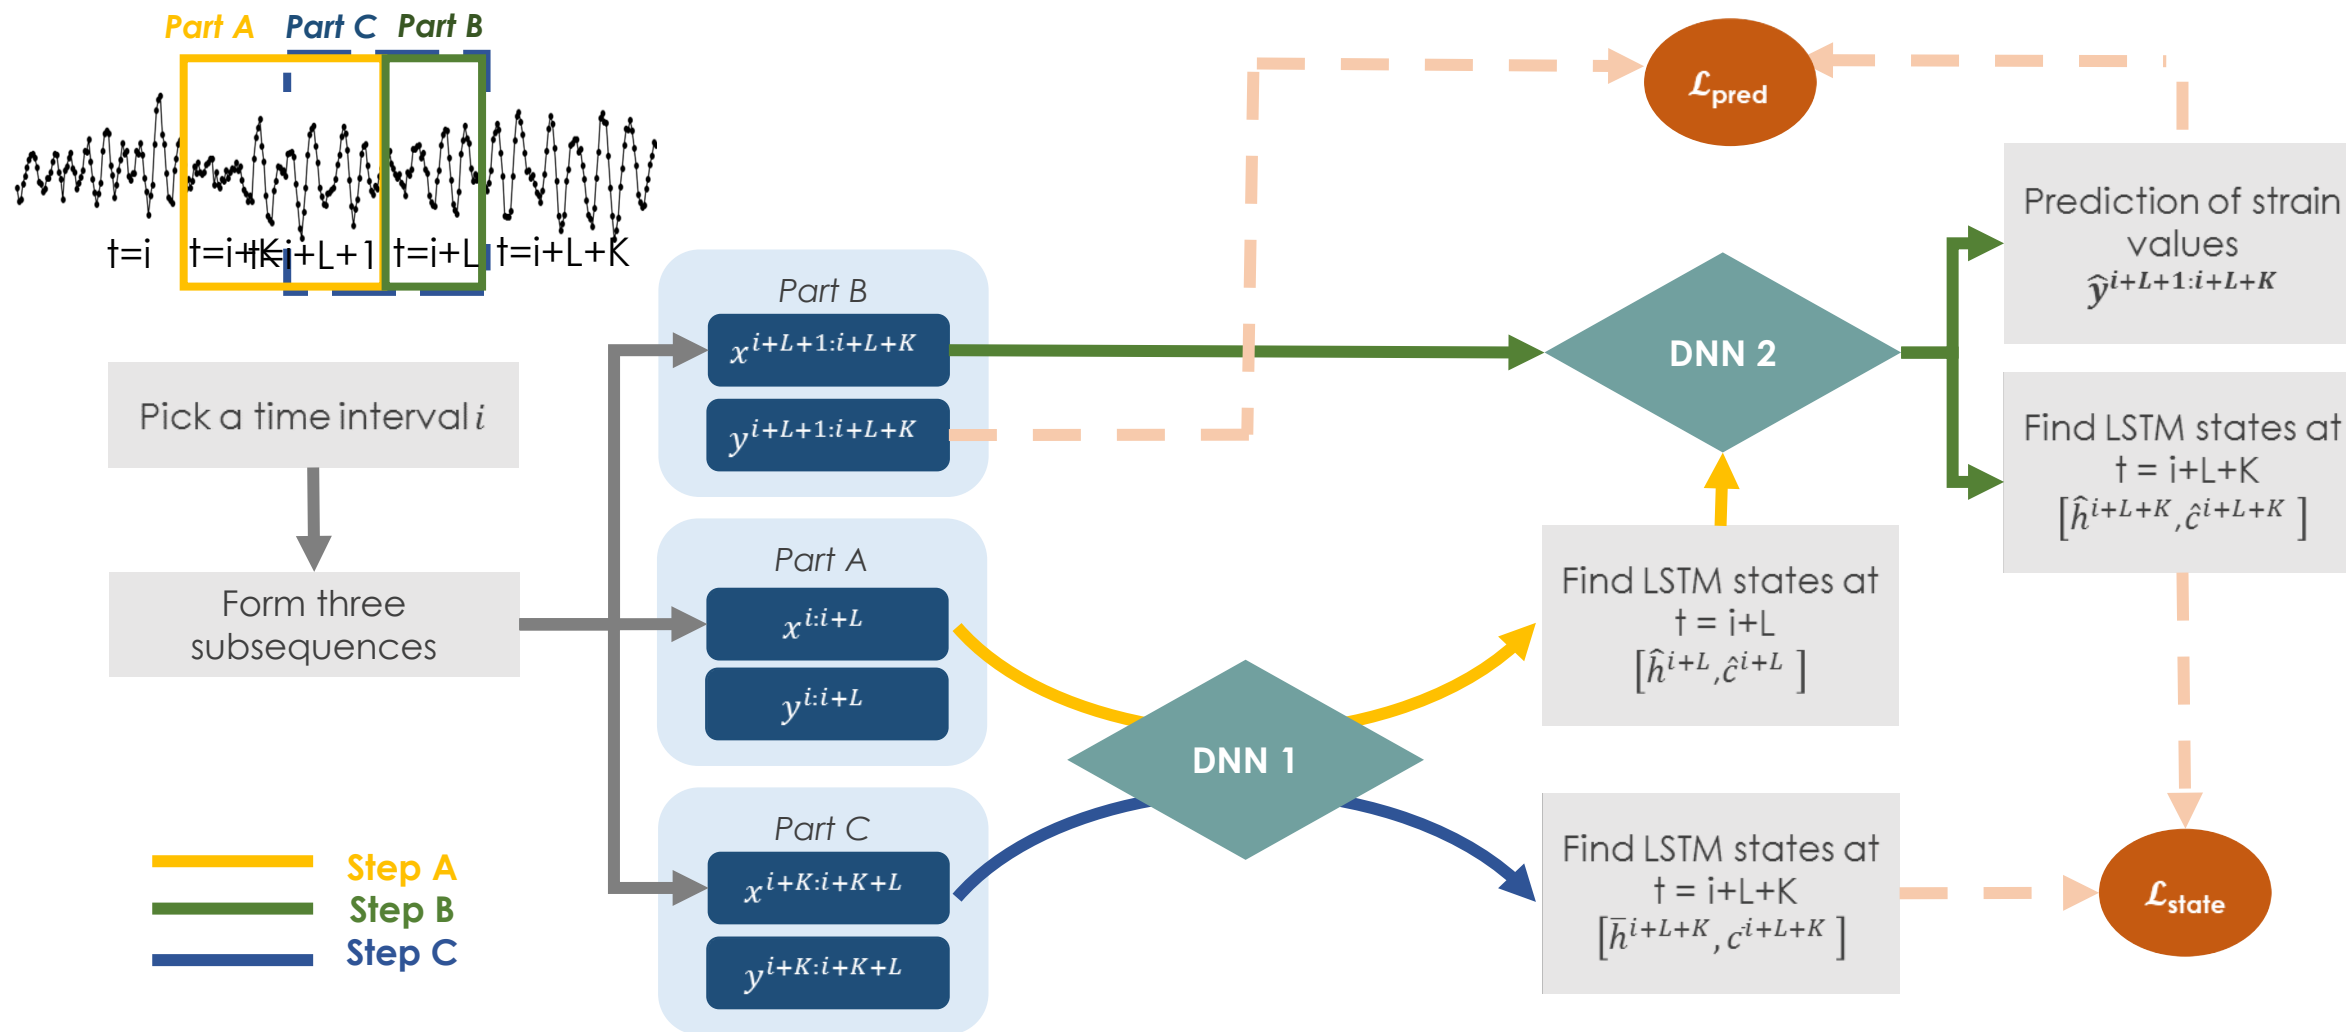 Part A Part C Part B
t=i t=i+K t=i+L+1 t=i+L t=i+L+K
Pick a time interval i
Form three
subsequences
Step A
Step B
Step C
Part B
x^{i+L+1:i+L+K}
y^{i+L+1:i+L+K}
Part A
x^{i:i+L}
y^{i:i+L}
Part C
x^{i+K:i+K+L}
y^{i+K:i+K+L}
DNN 1
DNN 2
Find LSTM states at
t = i+L
[ĥ^{i+L}, ĉ^{i+L}]
Find LSTM states at
t = i+L+K
[h̄^{i+L+K}, c̄^{i+L+K}]
ℒ_pred
Prediction of strain
values
ŷ^{i+L+1:i+L+K}
Find LSTM states at
t = i+L+K
[ĥ^{i+L+K}, ĉ^{i+L+K}]
ℒ_state